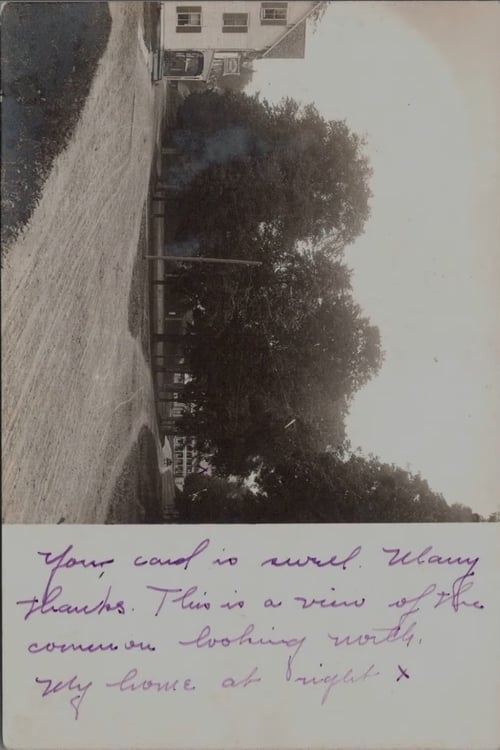 Your card is swell. Many
thanks. This is a view of the
common looking north.
My home at right x